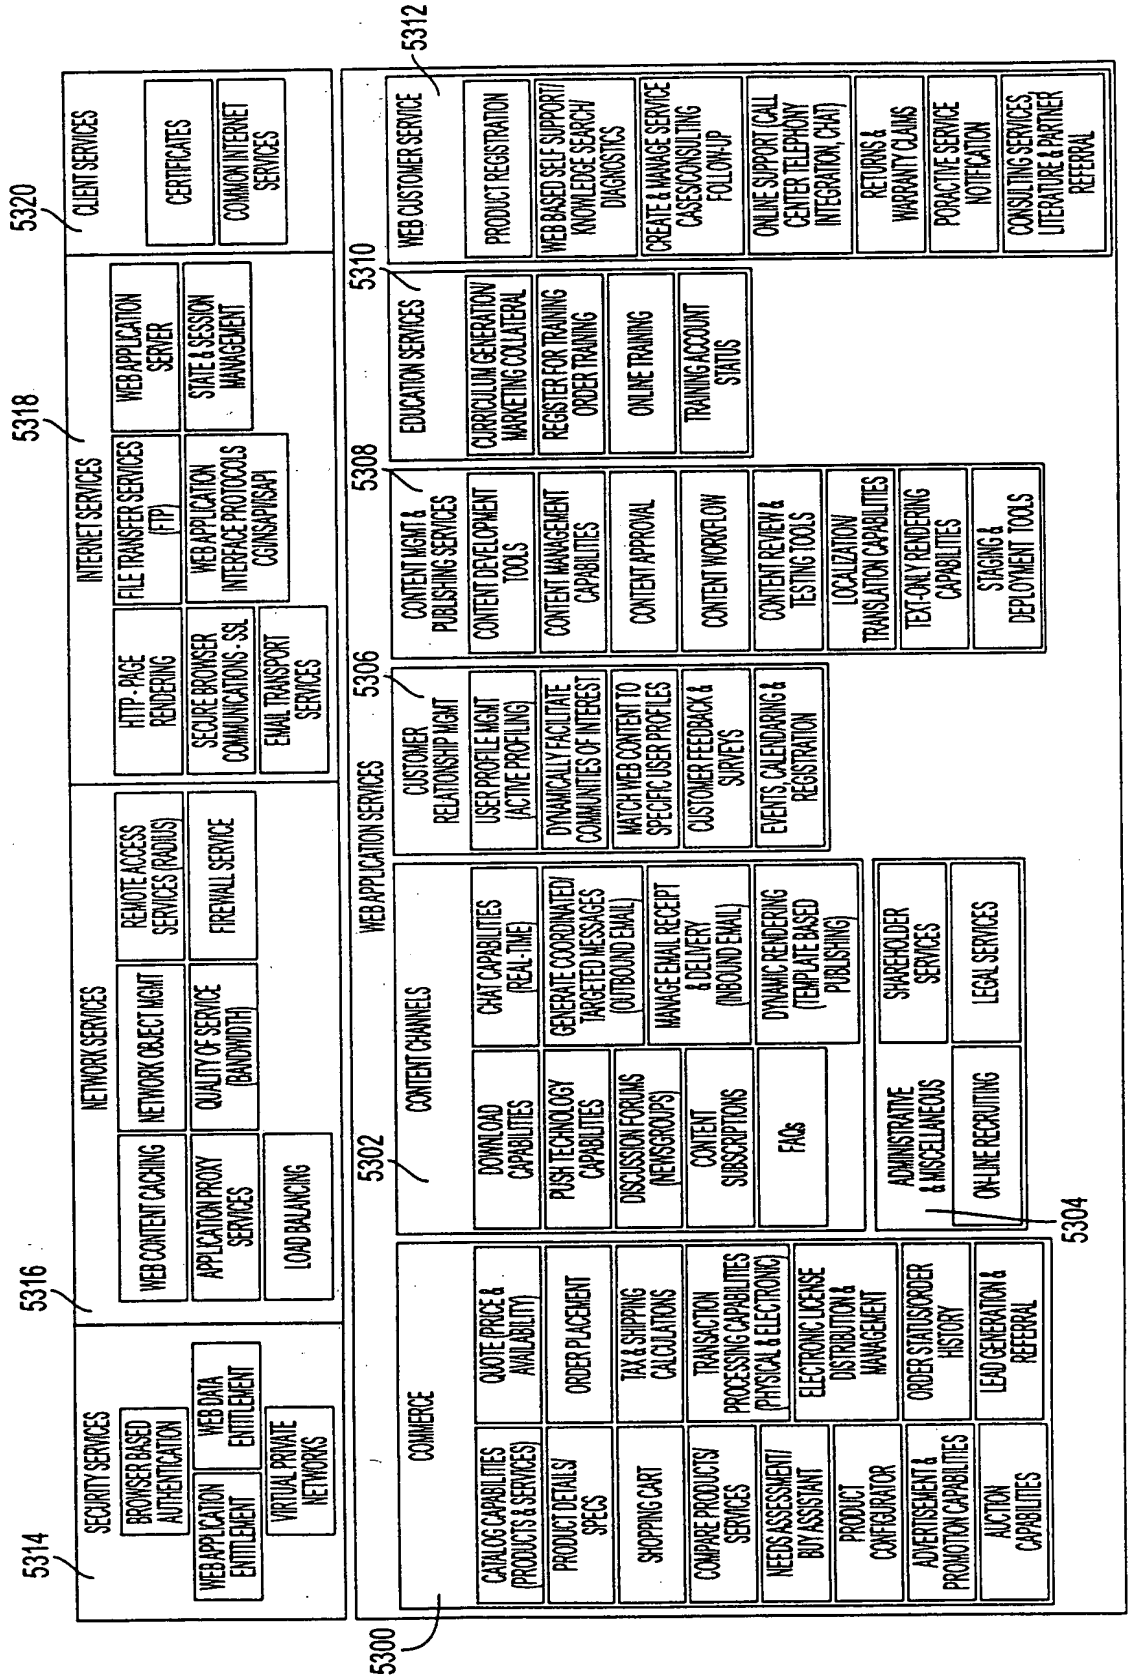 5314
SECURITY SERVICES
BROWSER BASED
AUTHENTICATION
WEB APPLICATION
ENTITLEMENT
WEB DATA
ENTITLEMENT
VIRTUAL PRIVATE
NETWORKS
5316
NETWORK SERVICES
WEB CONTENT CACHING
NETWORK OBJECT MGMT
REMOTE ACCESS
SERVICES (RADIUS)
APPLICATION PROXY
SERVICES
QUALITY OF SERVICE
(BANDWIDTH)
FIREWALL SERVICE
LOAD BALANCING
5318
INTERNET SERVICES
HTTP - PAGE
RENDERING
FILE TRANSFER SERVICES
(FTP)
WEB APPLICATION
SERVER
SECURE BROWSER
COMMUNICATIONS - SSL
WEB APPLICATION
INTERFACE PROTOCOLS
CGI/NSAPI/ISAPI
STATE & SESSION
MANAGEMENT
EMAIL TRANSPORT
SERVICES
5320
CLIENT SERVICES
CERTIFICATES
COMMON INTERNET
SERVICES
WEB APPLICATION SERVICES
5300
COMMERCE
CATALOG CAPABILITIES
(PRODUCTS & SERVICES)
QUOTE (PRICE &
AVAILABILITY)
PRODUCT DETAILS/
SPECS
ORDER PLACEMENT
SHOPPING CART
TAX & SHIPPING
CALCULATIONS
COMPARE PRODUCTS/
SERVICES
TRANSACTION
PROCESSING CAPABILITIES
(PHYSICAL & ELECTRONIC)
NEEDS ASSESSMENT/
BUY ASSISTANT
ELECTRONIC LICENSE
DISTRIBUTION &
MANAGEMENT
PRODUCT
CONFIGURATOR
ORDER STATUS/ORDER
HISTORY
ADVERTISEMENT &
PROMOTION CAPABILITIES
LEAD GENERATION &
REFERRAL
AUCTION
CAPABILITIES
5302
CONTENT CHANNELS
DOWNLOAD
CAPABILITIES
CHAT CAPABILITIES
(REAL-TIME)
PUSH TECHNOLOGY
CAPABILITIES
GENERATE COORDINATED/
TARGETED MESSAGES
(OUTBOUND EMAIL)
DISCUSSION FORUMS
(NEWSGROUPS)
MANAGE EMAIL RECEIPT
& DELIVERY
(INBOUND EMAIL)
CONTENT
SUBSCRIPTIONS
DYNAMIC RENDERING
(TEMPLATE BASED
PUBLISHING)
FAQs
5304
ADMINISTRATIVE
& MISCELLANEOUS
SHAREHOLDER
SERVICES
ON-LINE RECRUITING
LEGAL SERVICES
5306
CUSTOMER
RELATIONSHIP MGMT
USER PROFILE MGMT
(ACTIVE PROFILING)
DYNAMICALLY FACILITATE
COMMUNITIES OF INTEREST
MATCH WEB CONTENT TO
SPECIFIC USER PROFILES
CUSTOMER FEEDBACK &
SURVEYS
EVENTS, CALENDARING &
REGISTRATION
5308
CONTENT MGMT &
PUBLISHING SERVICES
CONTENT DEVELOPMENT
TOOLS
CONTENT MANAGEMENT
CAPABILITIES
CONTENT APPROVAL
CONTENT WORKFLOW
CONTENT REVIEW &
TESTING TOOLS
LOCALIZATION/
TRANSLATION CAPABILITIES
TEXT-ONLY RENDERING
CAPABILITIES
STAGING &
DEPLOYMENT TOOLS
5310
EDUCATION SERVICES
CURRICULUM GENERATION/
MARKETING COLLATERAL
REGISTER FOR TRAINING/
ORDER TRAINING
ONLINE TRAINING
TRAINING ACCOUNT
STATUS
5312
WEB CUSTOMER SERVICE
PRODUCT REGISTRATION
WEB BASED SELF SUPPORT/
KNOWLEDGE SEARCH/
DIAGNOSTICS
CREATE & MANAGE SERVICE
CASES/CONSULTING
FOLLOW-UP
ONLINE SUPPORT (CALL
CENTER TELEPHONY
INTEGRATION, CHAT)
RETURNS &
WARRANTY CLAIMS
PORACTIVE SERVICE
NOTIFICATION
CONSULTING SERVICES,
LITERATURE & PARTNER
REFERRAL